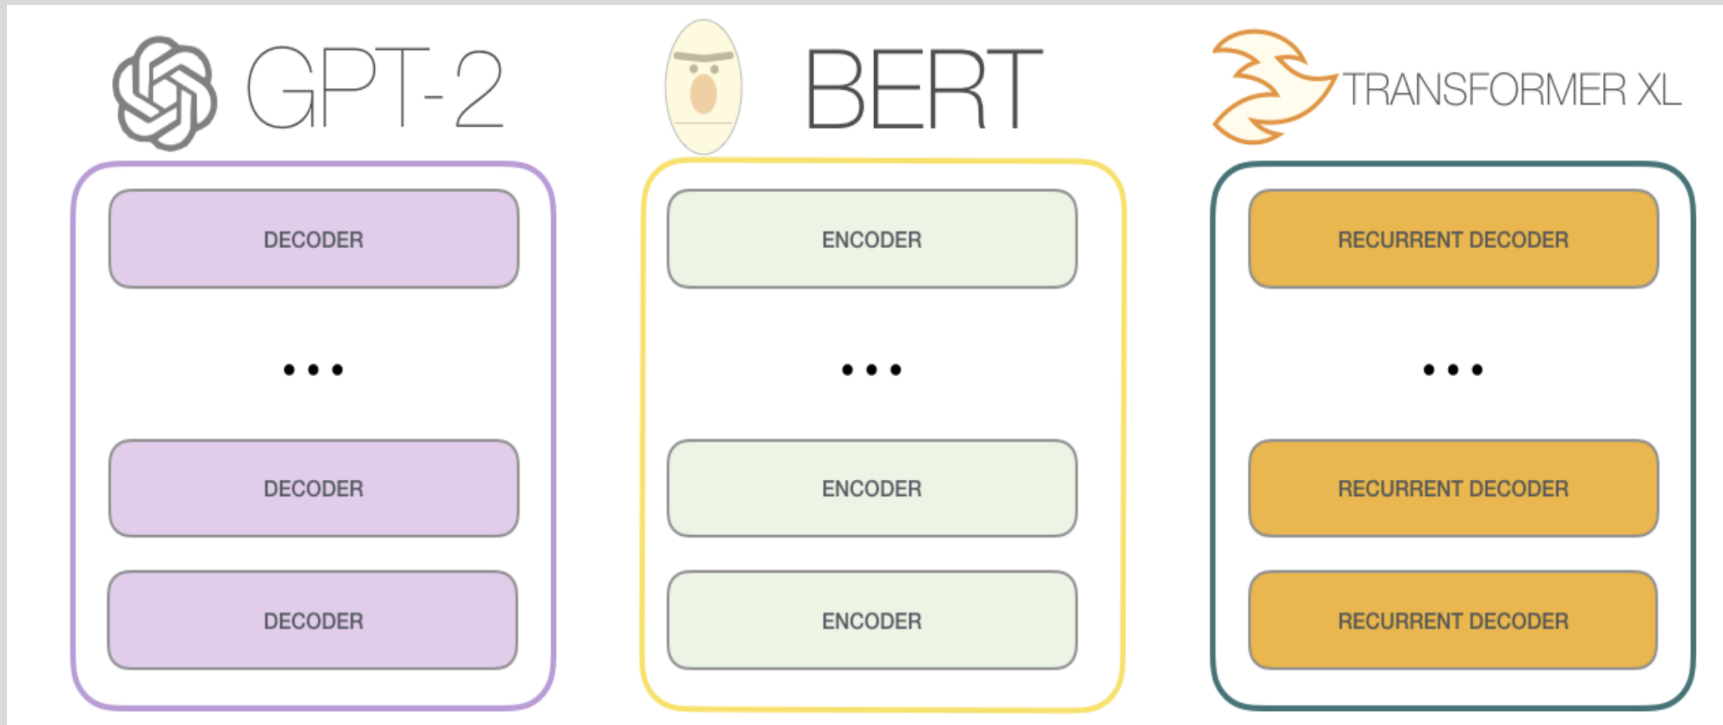 GPT-2
DECODER
...
DECODER
DECODER
BERT
ENCODER
...
ENCODER
ENCODER
TRANSFORMER XL
RECURRENT DECODER
...
RECURRENT DECODER
RECURRENT DECODER